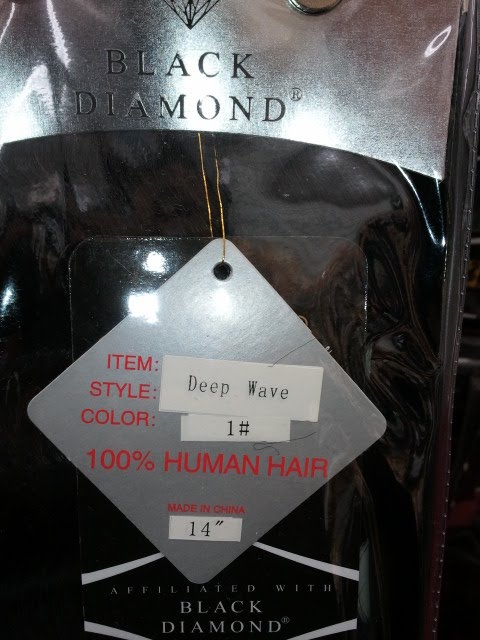 BLACK
DIAMOND®
ITEM:
STYLE: Deep Wave
COLOR: 1#
100% HUMAN HAIR
MADE IN CHINA
14"
AFFILIATED WITH
BLACK
DIAMOND®